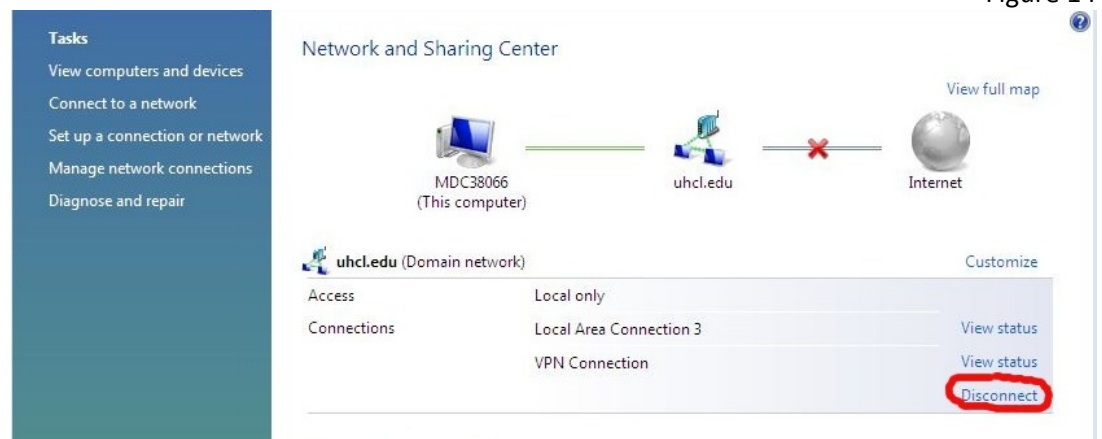 Tasks
View computers and devices
Connect to a network
Set up a connection or network
Manage network connections
Diagnose and repair
Network and Sharing Center
View full map
MDC38066
(This computer)
uhcl.edu
Internet
uhcl.edu (Domain network)
Customize
Access Local only
Connections Local Area Connection 3 View status
VPN Connection View status
Disconnect